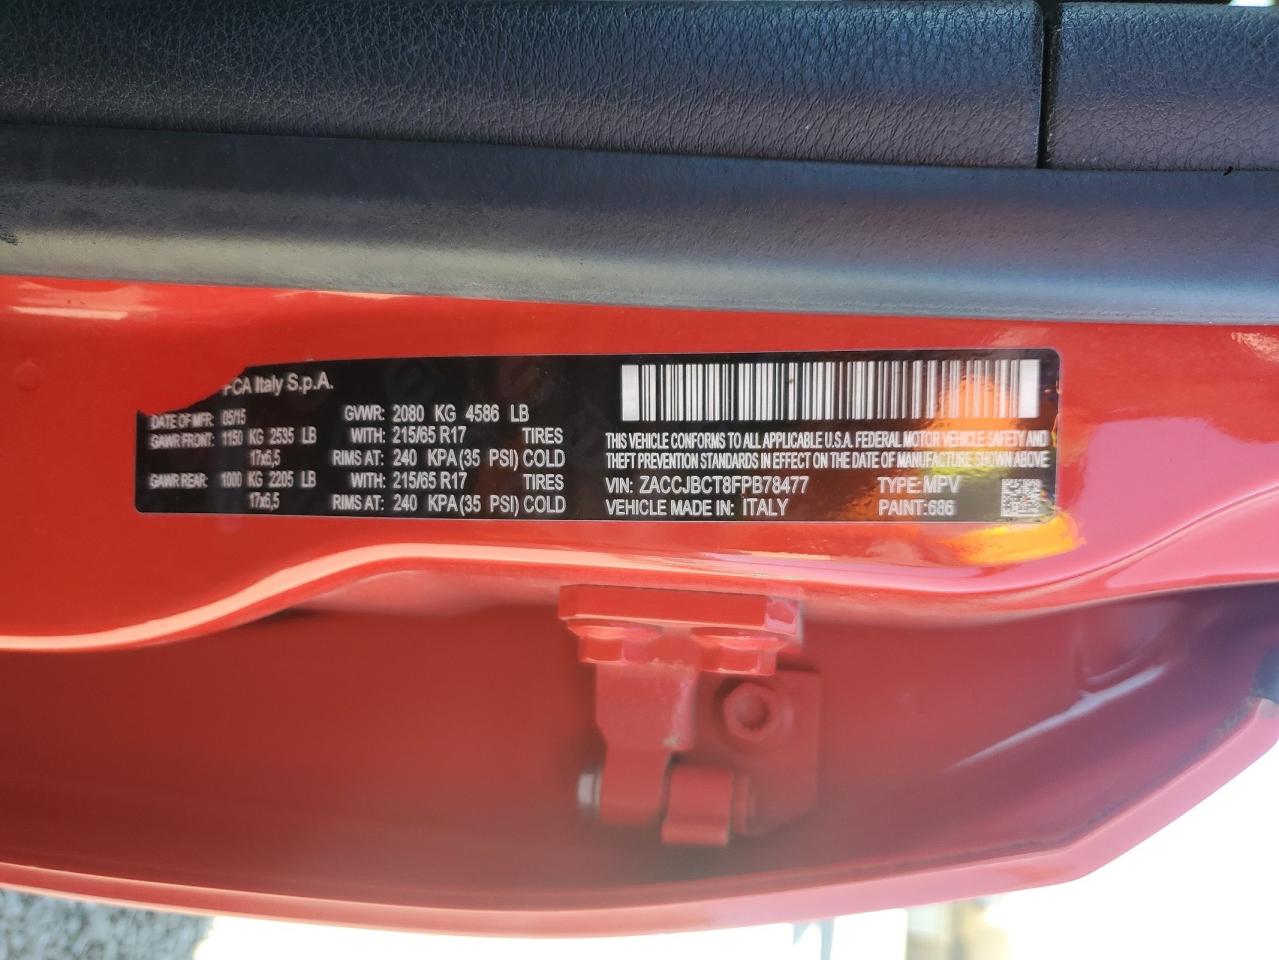 FCA Italy S.p.A.
DATE OF MFR: 05/15 GVWR: 2080 KG 4586 LB
GAWR FRONT: 1150 KG 2535 LB WITH: 215/65 R17 TIRES
17x6,5 RIMS AT: 240 KPA (35 PSI) COLD
GAWR REAR: 1000 KG 2205 LB WITH: 215/65 R17 TIRES
17x6,5 RIMS AT: 240 KPA (35 PSI) COLD
THIS VEHICLE CONFORMS TO ALL APPLICABLE U.S.A. FEDERAL MOTOR VEHICLE SAFETY AND
THEFT PREVENTION STANDARDS IN EFFECT ON THE DATE OF MANUFACTURE SHOWN ABOVE
VIN: ZACCJBCT8FPB78477 TYPE: MPV
VEHICLE MADE IN: ITALY PAINT: 686